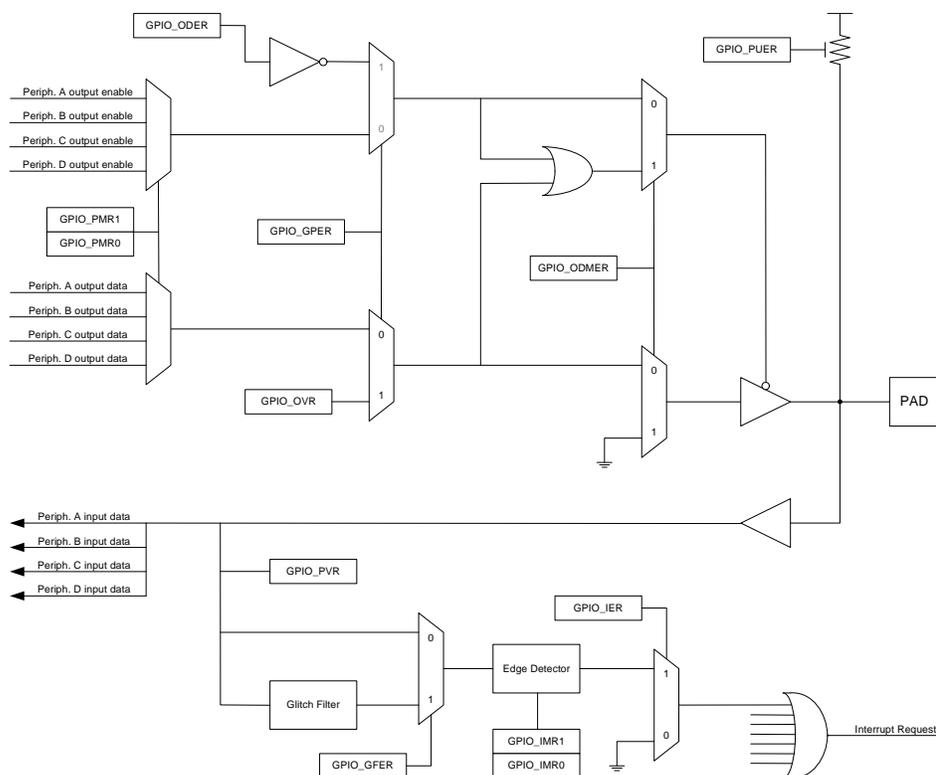 GPIO_ODER
GPIO_PUER
1
0
Periph. A output enable
Periph. B output enable
Periph. C output enable
Periph. D output enable
0
1
GPIO_PMR1
GPIO_PMR0
GPIO_GPER
GPIO_ODMER
Periph. A output data
Periph. B output data
Periph. C output data
Periph. D output data
0
1
GPIO_OVR
0
1
PAD
Periph. A input data
Periph. B input data
Periph. C input data
Periph. D input data
GPIO_PVR
GPIO_IER
0
1
Glitch Filter
Edge Detector
1
0
GPIO_GFER
GPIO_IMR1
GPIO_IMR0
Interrupt Request